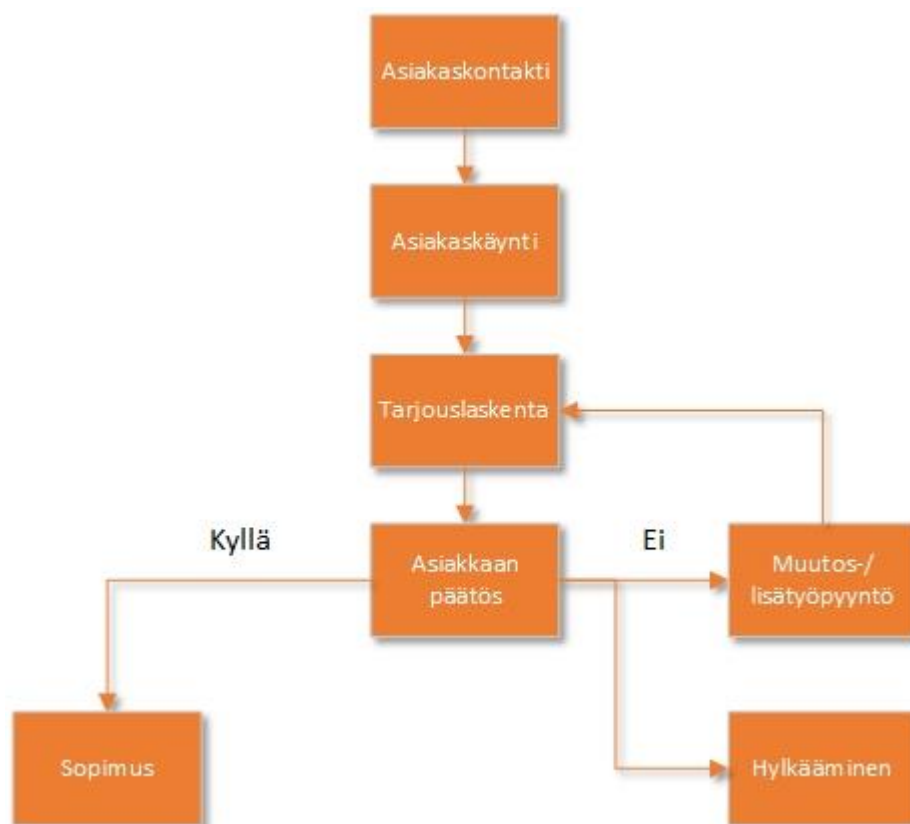 Asiakaskontakti
Asiakaskäynti
Tarjouslaskenta
Kyllä
Asiakkaan
päätös
Ei
Muutos-/
lisätyöpyyntö
Sopimus
Hylkääminen